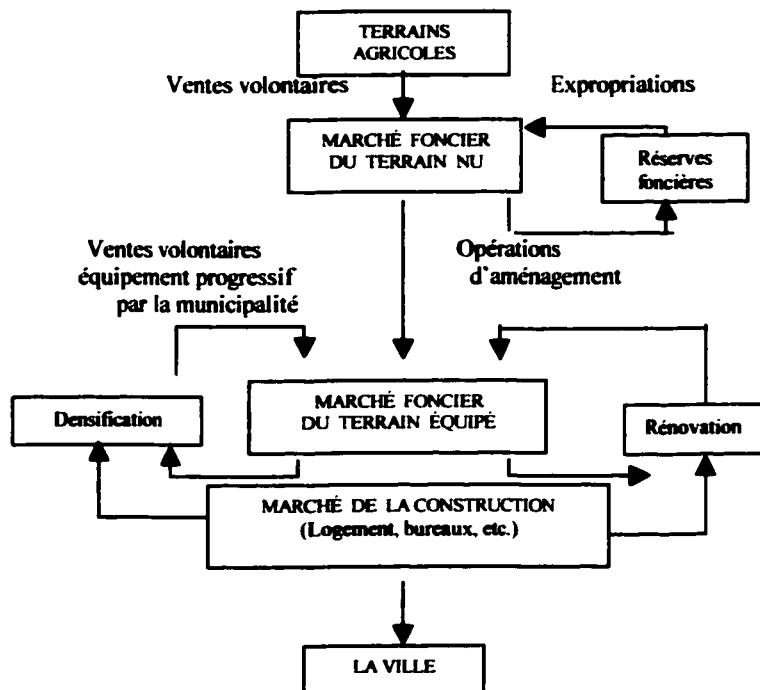 TERRAINS
AGRICOLES
Ventes volontaires
Expropriations
MARCHÉ FONCIER
DU TERRAIN NU
Réserves
foncières
Ventes volontaires
équipement progressif
par la municipalité
Opérations
d'aménagement
Densification
MARCHÉ FONCIER
DU TERRAIN ÉQUIPÉ
Rénovation
MARCHÉ DE LA CONSTRUCTION
(Logement, bureaux, etc.)
LA VILLE